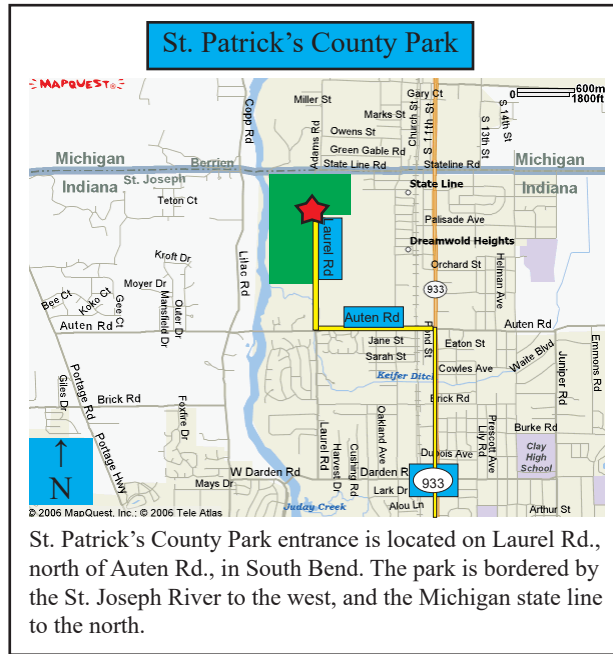 St. Patrick's County Park
MAPQUEST
600m
1800ft
Copp Rd
Miller St
Gary Ct
Marks St
Owens St
Green Gable Rd
State Line Rd
Stateline Rd
Adams Rd
Church St
S 11th St
S 13th St
S 14th St
Michigan
Berrien
Michigan
Indiana
St. Joseph
Indiana
State Line
Teton Ct
Laurel Rd
Palisade Ave
Dreamwold Heights
Kroft Dr
Lilac Rd
Orchard St
Helman Ave
Moyer Dr
Mansfield Dr
Outer Dr
933
Bee Ct
Koko Ct
Gee Ct
Auten Rd
Auten Rd
Auten Rd
Pond St
Jane St
Sarah St
Eaton St
Keifer Ditch
Cowles Ave
Waite Blvd
Juniper Rd
Emmons Rd
Portage Rd
Giles Dr
Brick Rd
Foxfire Dr
Brick Rd
Oakland Ave
Prescott Ave
Lily Rd
Burke Rd
Laurel Rd
Harvest Dr
Cushing Rd
Dubois Ave
Clay High School
Portage Hwy
W Darden Rd
Darden R
Mays Dr
Lark Dr
933
Alou Ln
Juday Creek
Arthur St
↑
N
© 2006 MapQuest, Inc.; © 2006 Tele Atlas
St. Patrick's County Park entrance is located on Laurel Rd.,
north of Auten Rd., in South Bend. The park is bordered by
the St. Joseph River to the west, and the Michigan state line
to the north.